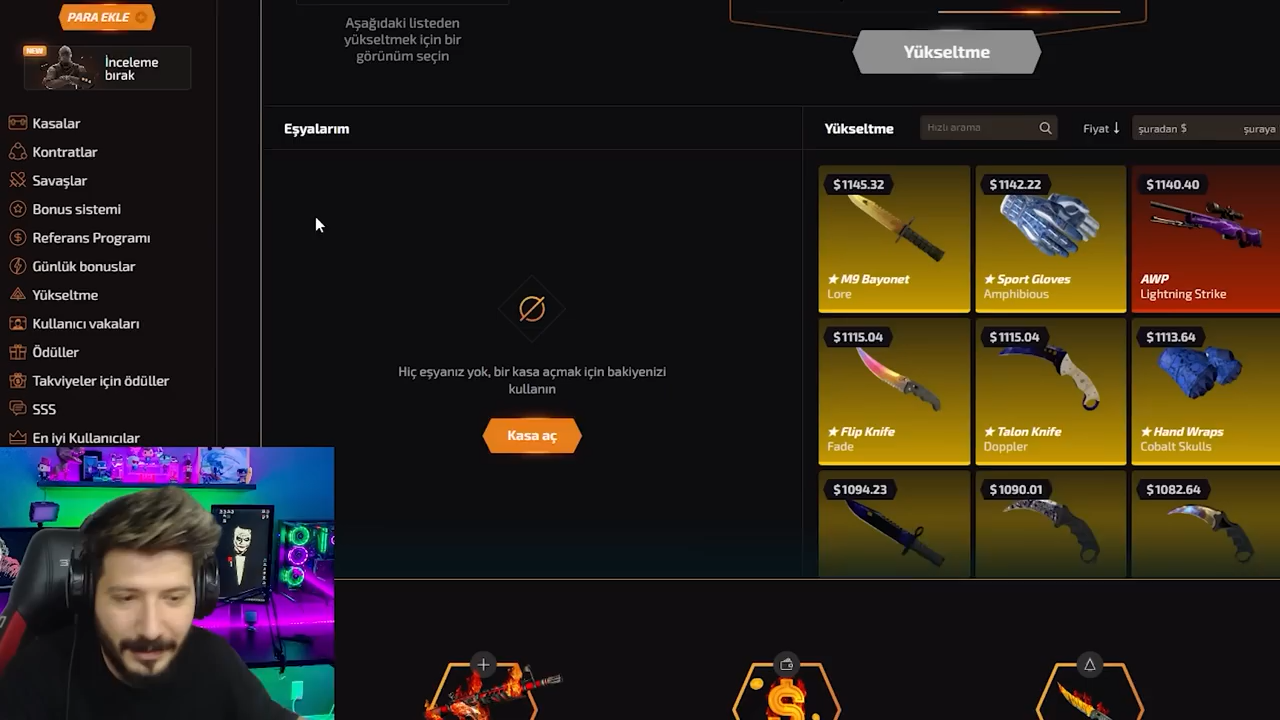 PARA EKLE
NEW
İnceleme
bırak
Kasalar
Kontratlar
Savaşlar
Bonus sistemi
Referans Programı
Günlük bonuslar
Yükseltme
Kullanıcı vakaları
Ödüller
Takviyeler için ödüller
SSS
En iyi Kullanıcılar
Aşağıdaki listeden
yükseltmek için bir
görünüm seçin
Yükseltme
Eşyalarım
Hiç eşyanız yok, bir kasa açmak için bakiyenizi
kullanın
Kasa aç
Yükseltme
Hızlı arama
Fiyat ↓
şuradan $
şuraya
$1145.32
★ M9 Bayonet
Lore
$1142.22
★ Sport Gloves
Amphibious
$1140.40
AWP
Lightning Strike
$1115.04
★ Flip Knife
Fade
$1115.04
★ Talon Knife
Doppler
$1113.64
★ Hand Wraps
Cobalt Skulls
$1094.23
$1090.01
$1082.64